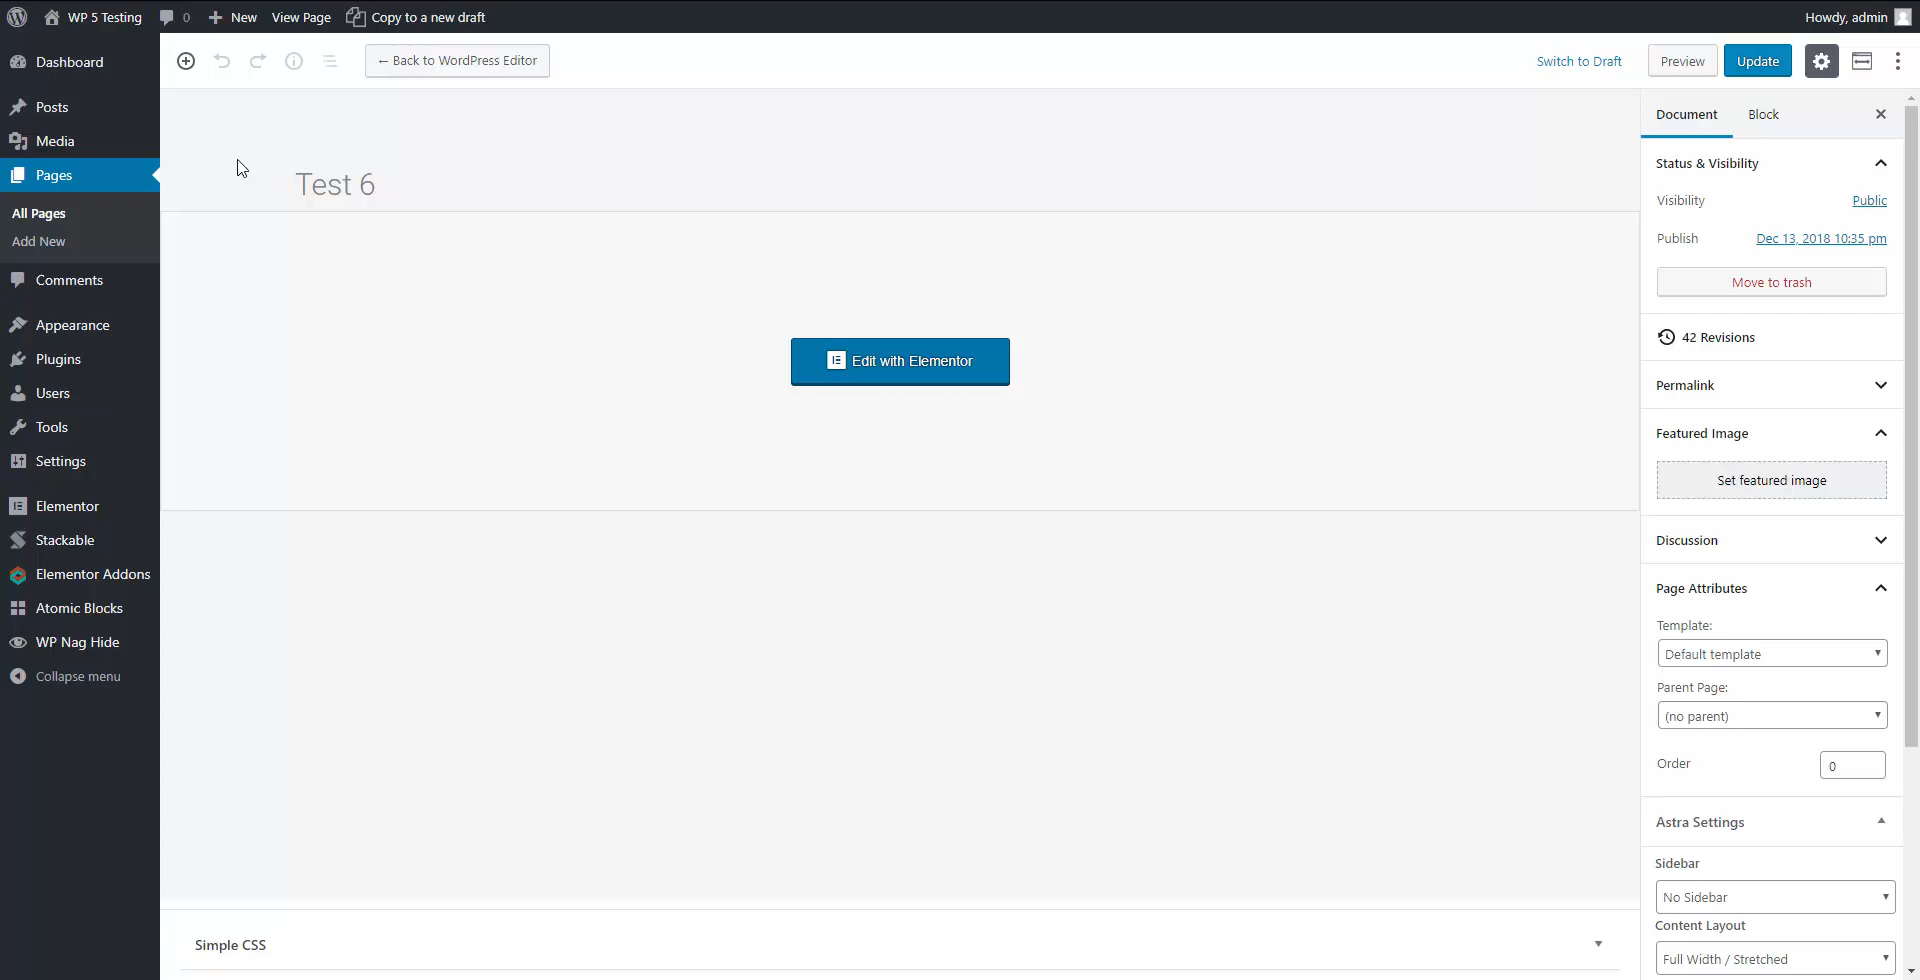 WP 5 Testing 0 New View Page Copy to a new draft Howdy, admin
Dashboard
Posts
Media
Pages
All Pages
Add New
Comments
Appearance
Plugins
Users
Tools
Settings
Elementor
Stackable
Elementor Addons
Atomic Blocks
WP Nag Hide
Collapse menu
← Back to WordPress Editor Switch to Draft Preview Update
Test 6
Edit with Elementor
Simple CSS
Document Block
Status & Visibility
Visibility Public
Publish Dec 13, 2018 10:35 pm
Move to trash
42 Revisions
Permalink
Featured Image
Set featured image
Discussion
Page Attributes
Template:
Default template
Parent Page:
(no parent)
Order 0
Astra Settings
Sidebar
No Sidebar
Content Layout
Full Width / Stretched